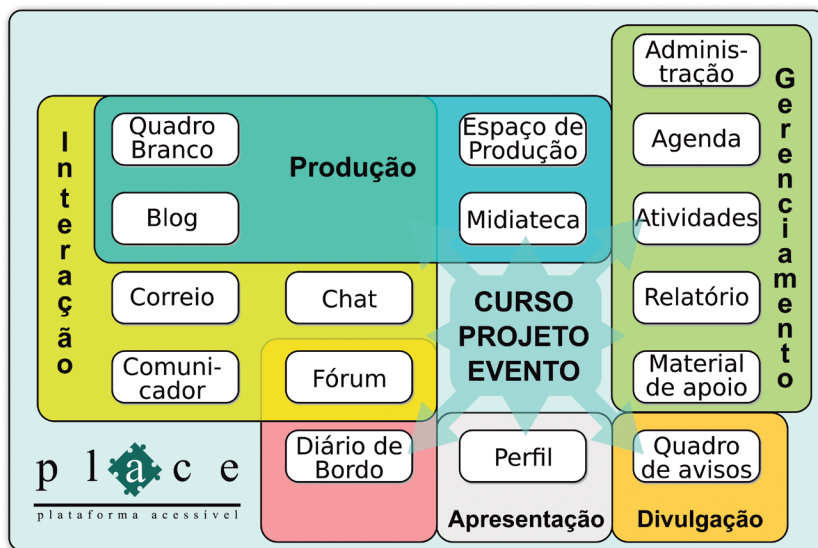 Interação
Quadro
Branco
Blog
Produção
Espaço de
Produção
Midiateca
Correio
Chat
Comuni-
cador
Fórum
Diário de
Bordo
CURSO
PROJETO
EVENTO
Perfil
Apresentação
Adminis-
tração
Agenda
Atividades
Relatório
Material
de apoio
Gerenciamento
Quadro
de avisos
Divulgação
place
plataforma acessível